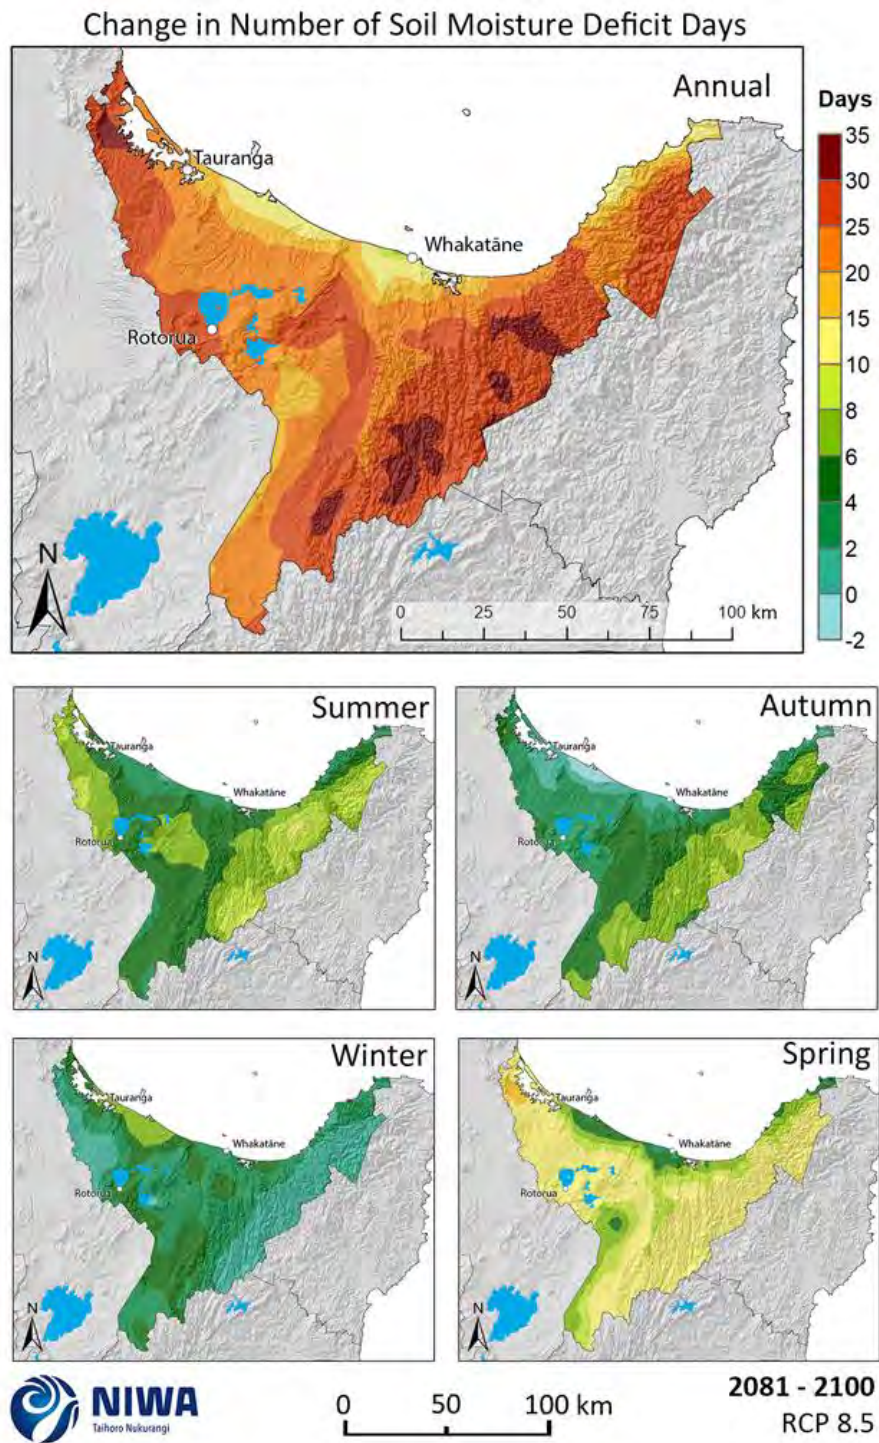 Change in Number of Soil Moisture Deficit Days
Annual
Days
35
30
25
20
15
10
8
6
4
2
0
-2
Tauranga
Whakatāne
Rotorua
N
0 25 50 75 100 km
Summer
Tauranga
Whakatāne
Rotorua
N
Autumn
Tauranga
Whakatāne
Rotorua
N
Winter
Tauranga
Whakatāne
Rotorua
N
Spring
Tauranga
Whakatāne
Rotorua
N
NIWA
Taihoro Nukurangi
0 50 100 km
2081 - 2100
RCP 8.5